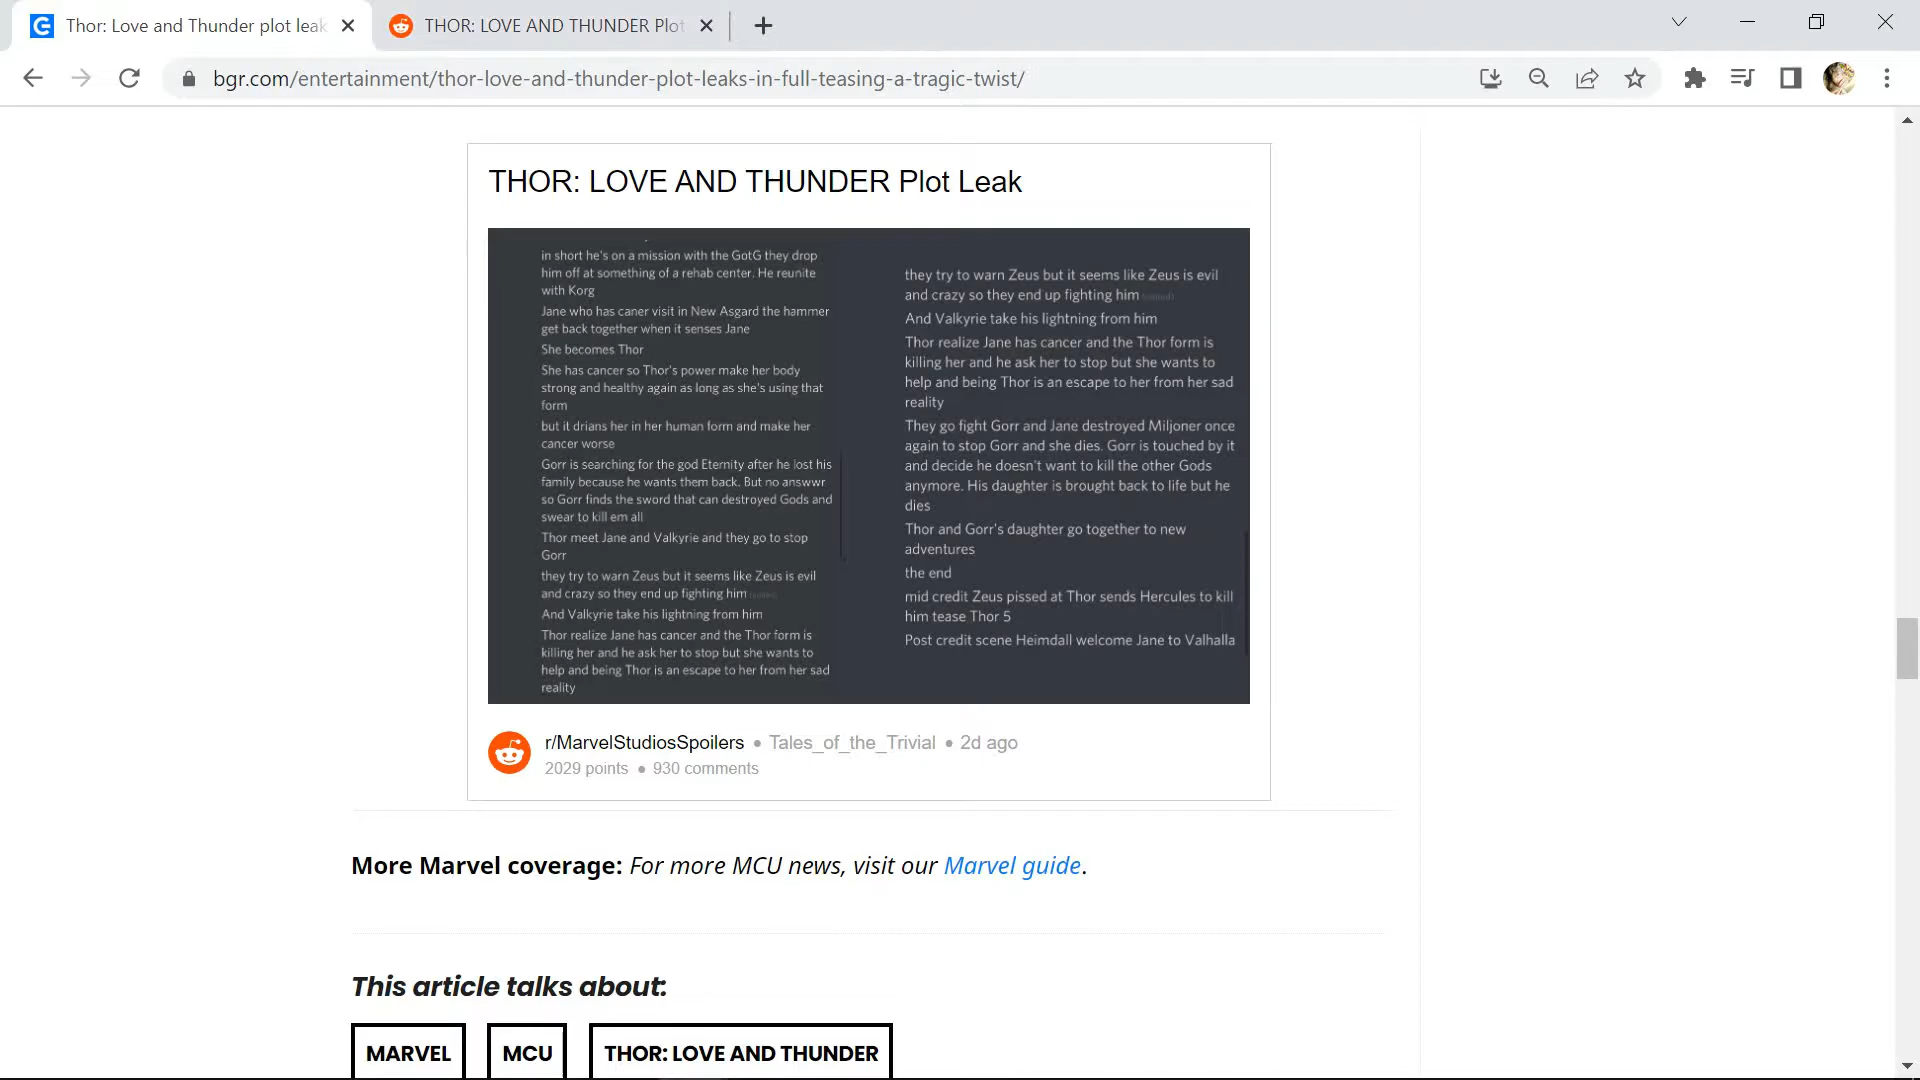 Thor: Love and Thunder plot leak
THOR: LOVE AND THUNDER Plot
bgr.com/entertainment/thor-love-and-thunder-plot-leaks-in-full-teasing-a-tragic-twist/
THOR: LOVE AND THUNDER Plot Leak
in short he's on a mission with the GotG they drop
him off at something of a rehab center. He reunite
with Korg
Jane who has caner visit in New Asgard the hammer
get back together when it senses Jane
She becomes Thor
She has cancer so Thor's power make her body
strong and healthy again as long as she's using that
form
but it drians her in her human form and make her
cancer worse
Gorr is searching for the god Eternity after he lost his
family because he wants them back. But no answwr
so Gorr finds the sword that can destroyed Gods and
swear to kill em all
Thor meet Jane and Valkyrie and they go to stop
Gorr
they try to warn Zeus but it seems like Zeus is evil
and crazy so they end up fighting him
And Valkyrie take his lightning from him
Thor realize Jane has cancer and the Thor form is
killing her and he ask her to stop but she wants to
help and being Thor is an escape to her from her sad
reality
they try to warn Zeus but it seems like Zeus is evil
and crazy so they end up fighting him
And Valkyrie take his lightning from him
Thor realize Jane has cancer and the Thor form is
killing her and he ask her to stop but she wants to
help and being Thor is an escape to her from her sad
reality
They go fight Gorr and Jane destroyed Miljoner once
again to stop Gorr and she dies. Gorr is touched by it
and decide he doesn't want to kill the other Gods
anymore. His daughter is brought back to life but he
dies
Thor and Gorr's daughter go together to new
adventures
the end
mid credit Zeus pissed at Thor sends Hercules to kill
him tease Thor 5
Post credit scene Heimdall welcome Jane to Valhalla
r/MarvelStudiosSpoilers • Tales_of_the_Trivial • 2d ago
2029 points • 930 comments
More Marvel coverage: For more MCU news, visit our Marvel guide.
This article talks about:
MARVEL MCU THOR: LOVE AND THUNDER